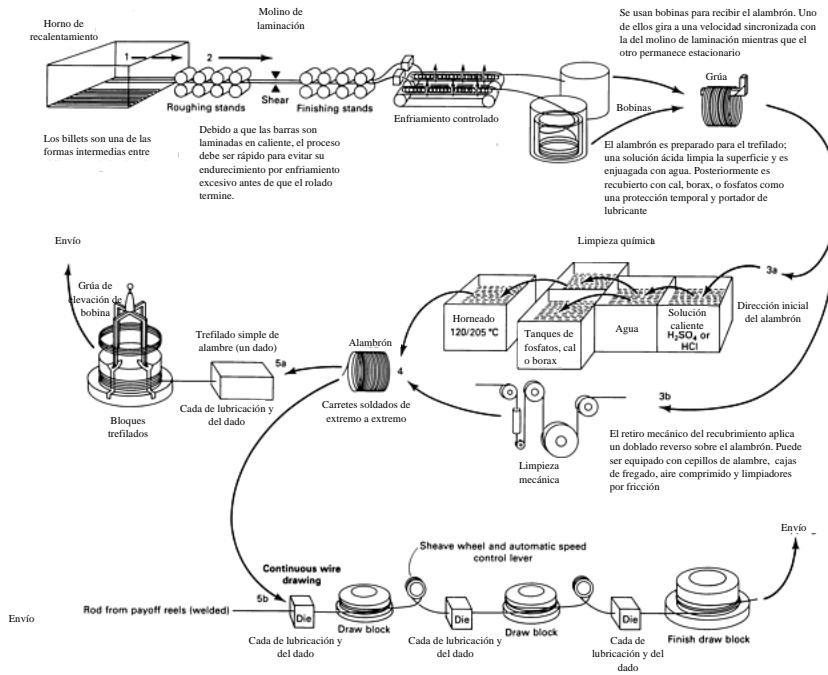 Horno de
recalentamiento
Molino de
laminación
1
2
Roughing stands
Shear
Finishing stands
Los billets son una de las
formas intermedias entre
Debido a que las barras son
laminadas en caliente, el proceso
debe ser rápido para evitar su
endurecimiento por enfriamiento
excesivo antes de que el rolado
termine.
Enfriamiento controlado
Se usan bobinas para recibir el alambrón. Uno
de ellos gira a una velocidad sincronizada con
la del molino de laminación mientras que el
otro permanece estacionario
Bobinas
Grúa
El alambrón es preparado para el trefilado;
una solución ácida limpia la superficie y es
enjuagada con agua. Posteriormente es
recubierto con cal, borax, o fosfatos como
una protección temporal y portador de
lubricante
Envío
Grúa de
elevación de
bobina
Bloques
trefilados
Trefilado simple de
alambre (un dado)
Cada de lubricación y
del dado
5a
Alambrón
4
Carretes soldados de
extremo a extremo
Limpieza química
Horneado
120/205 °C
Tanques de
fosfatos, cal
o borax
Agua
Solución
caliente
H₂SO₄ or
HCl
3a
Dirección inicial
del alambrón
3b
Limpieza
mecánica
El retiro mecánico del recubrimiento aplica
un doblado reverso sobre el alambrón. Puede
ser equipado con cepillos de alambre, cajas
de fregado, aire comprimido y limpiadores
por fricción
Envío
Sheave wheel and automatic speed
control lever
Continuous wire
drawing
5b
Rod from payoff reels (welded)
Die
Cada de lubricación y
del dado
Draw block
Die
Cada de lubricación y
del dado
Draw block
Die
Cada de
lubricación y del
dado
Finish draw block
Envío